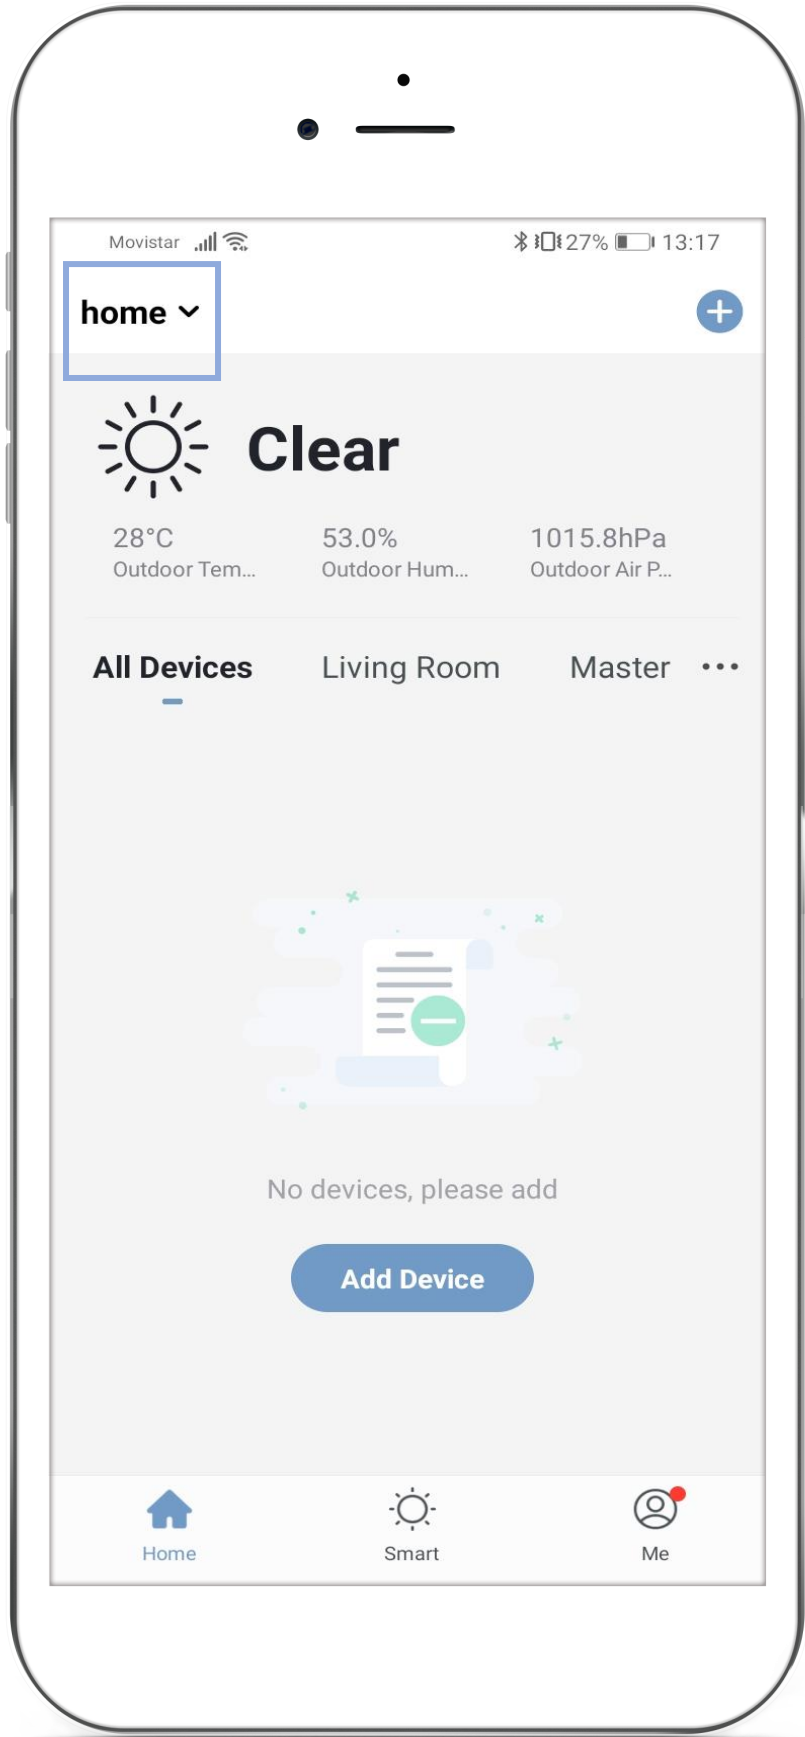 Movistar 27% 13:17
home
Clear
28°C 53.0% 1015.8hPa
Outdoor Tem... Outdoor Hum... Outdoor Air P...
All Devices Living Room Master •••
No devices, please add
Add Device
Home Smart Me